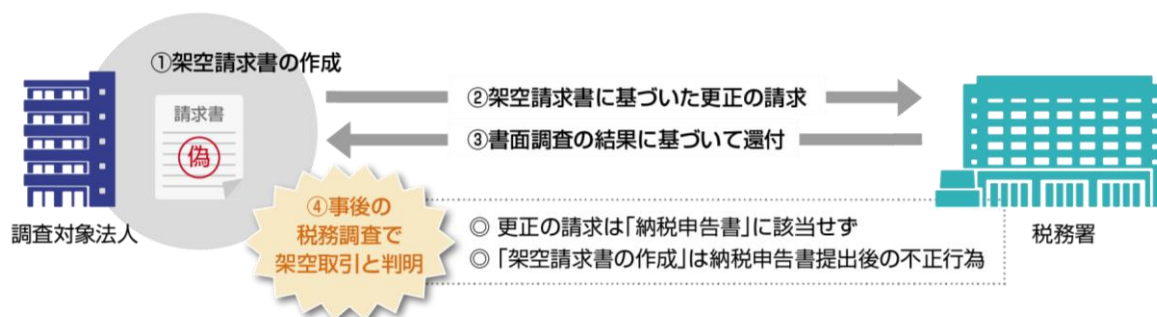 ①架空請求書の作成
請求書
偽
調査対象法人
②架空請求書に基づいた更正の請求
③書面調査の結果に基づいて還付
④事後の
税務調査で
架空取引と判明
◎ 更正の請求は「納税申告書」に該当せず
◎ 「架空請求書の作成」は納税申告書提出後の不正行為
税務署